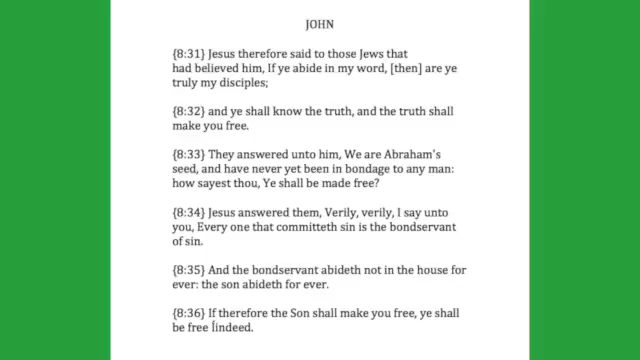 JOHN
{8:31} Jesus therefore said to those Jews that
had believed him, If ye abide in my word, [then] are ye
truly my disciples;
{8:32} and ye shall know the truth, and the truth shall
make you free.
{8:33} They answered unto him, We are Abraham's
seed, and have never yet been in bondage to any man:
how sayest thou, Ye shall be made free?
{8:34} Jesus answered them, Verily, verily, I say unto
you, Every one that committeth sin is the bondservant
of sin.
{8:35} And the bondservant abideth not in the house for
ever: the son abideth for ever.
{8:36} If therefore the Son shall make you free, ye shall
be free Íindeed.